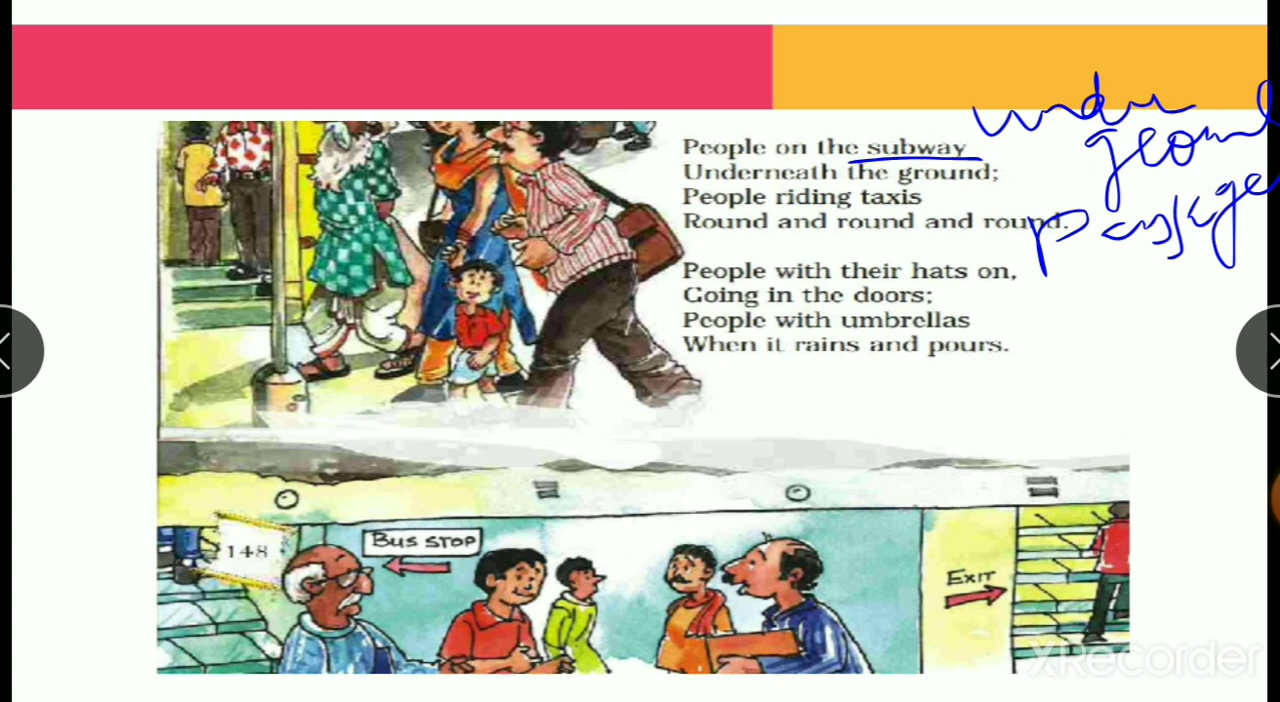 People on the subway
Underneath the ground;
People riding taxis
Round and round and round.
under
ground
passage
People with their hats on,
Going in the doors;
People with umbrellas
When it rains and pours.
148
BUS STOP
EXIT
XRecorder